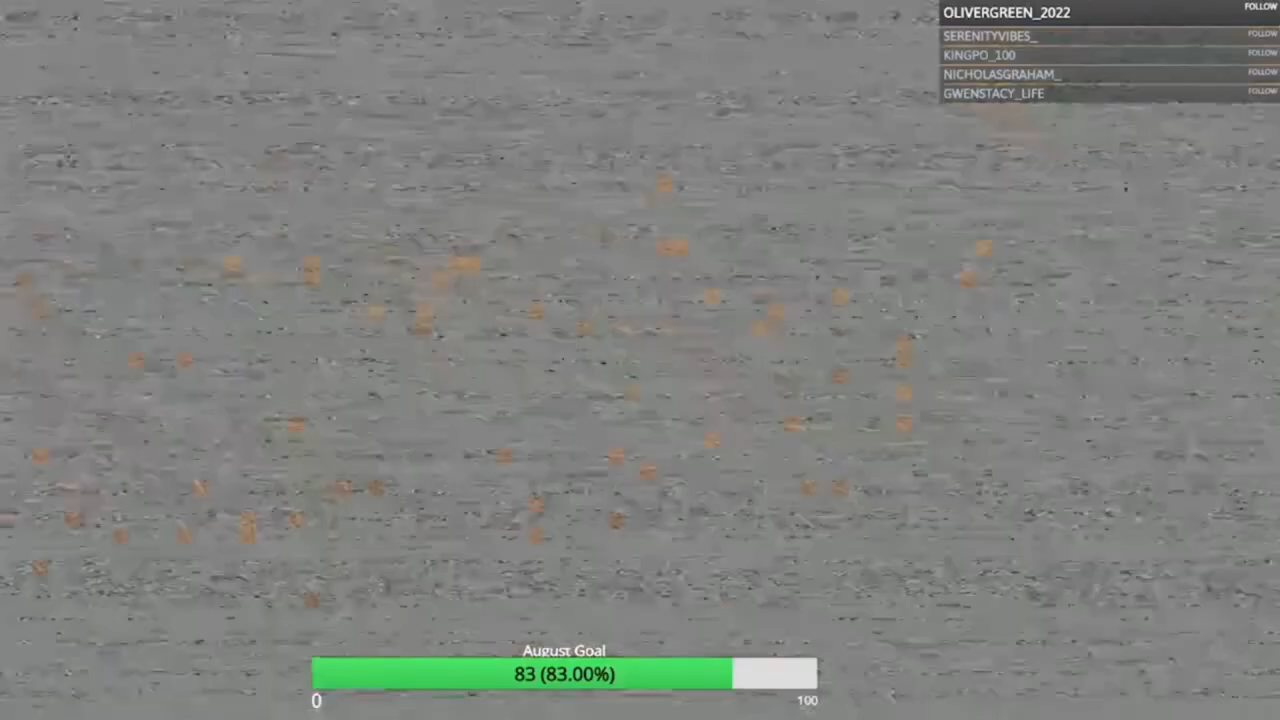 OLIVERGREEN_2022 FOLLOW
SERENITYVIBES_ FOLLOW
KINGPO_100 FOLLOW
NICHOLASGRAHAM_ FOLLOW
GWENSTACY_LIFE FOLLOW
August Goal
83 (83.00%)
0 100